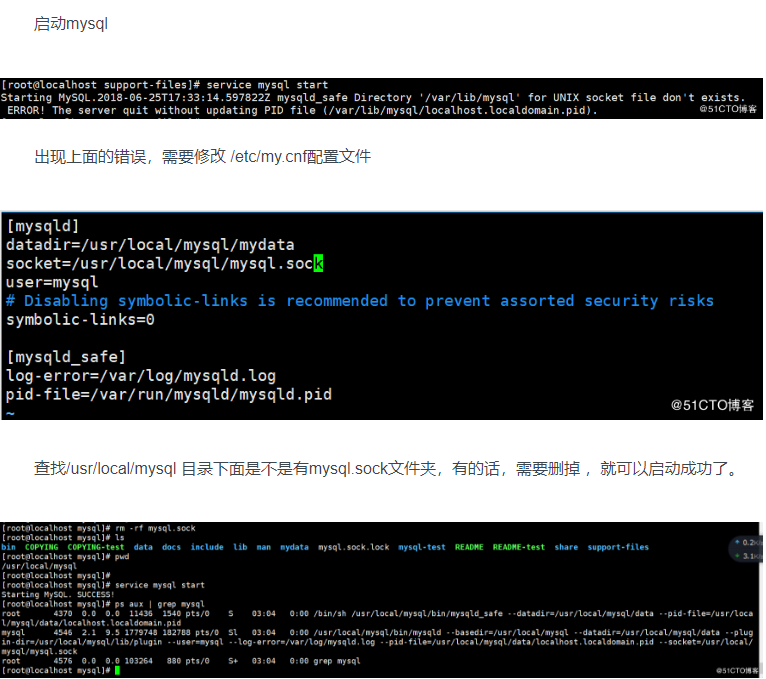 启动mysql
[root@localhost support-files]# service mysql start
Starting MySQL.2018-06-25T17:33:14.597822Z mysqld_safe Directory '/var/lib/mysql' for UNIX socket file don't exists.
ERROR! The server quit without updating PID file (/var/lib/mysql/localhost.localdomain.pid).
@51CTO博客
出现上面的错误，需要修改 /etc/my.cnf配置文件
[mysqld]
datadir=/usr/local/mysql/mydata
socket=/usr/local/mysql/mysql.sock
user=mysql
# Disabling symbolic-links is recommended to prevent assorted security risks
symbolic-links=0
[mysqld_safe]
log-error=/var/log/mysqld.log
pid-file=/var/run/mysqld/mysqld.pid
~
@51CTO博客
查找/usr/local/mysql 目录下面是不是有mysql.sock文件夹，有的话，需要删掉 ，就可以启动成功了。
[root@localhost mysql]# rm -rf mysql.sock
[root@localhost mysql]# ls
bin COPYING COPYING-test data docs include lib man mydata mysql.sock.lock mysql-test README README-test share support-files
[root@localhost mysql]# pwd
/usr/local/mysql
[root@localhost mysql]#
[root@localhost mysql]# service mysql start
Starting MySQL. SUCCESS!
[root@localhost mysql]# ps aux | grep mysql
root 4370 0.0 0.0 11436 1540 pts/0 S 03:04 0:00 /bin/sh /usr/local/mysql/bin/mysqld_safe --datadir=/usr/local/mysql/data --pid-file=/usr/loca
l/mysql/data/localhost.localdomain.pid
mysql 4546 2.1 9.5 1779748 182788 pts/0 Sl 03:04 0:00 /usr/local/mysql/bin/mysqld --basedir=/usr/local/mysql --datadir=/usr/local/mysql/data --plug
in-dir=/usr/local/mysql/lib/plugin --user=mysql --log-error=/var/log/mysqld.log --pid-file=/usr/local/mysql/data/localhost.localdomain.pid --socket=/usr/local/
mysql/mysql.sock
root 4576 0.0 0.0 103264 880 pts/0 S+ 03:04 0:00 grep mysql
[root@localhost mysql]#
@51CTO博客